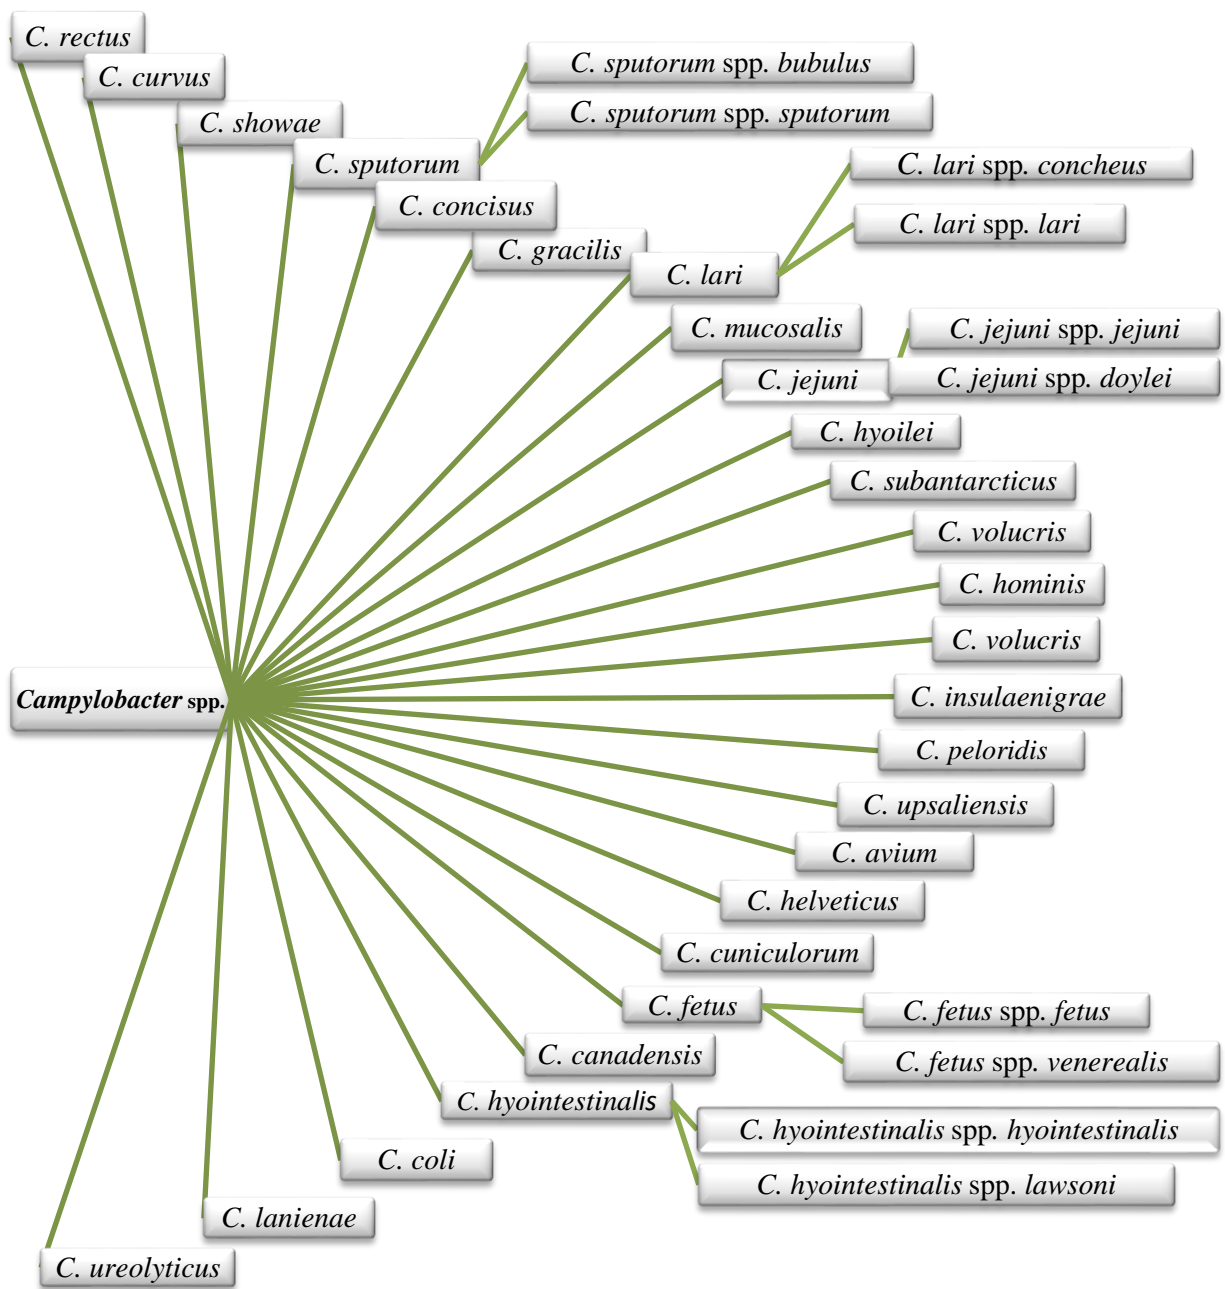 C. rectus
C. curvus
C. showae
C. sputorum
C. sputorum spp. bubulus
C. sputorum spp. sputorum
C. concisus
C. gracilis
C. lari
C. lari spp. concheus
C. lari spp. lari
C. mucosalis
C. jejuni
C. jejuni spp. jejuni
C. jejuni spp. doylei
C. hyoilei
C. subantarcticus
C. volucris
C. hominis
C. volucris
Campylobacter spp.
C. insulaenigrae
C. peloridis
C. upsaliensis
C. avium
C. helveticus
C. cuniculorum
C. fetus
C. fetus spp. fetus
C. fetus spp. venerealis
C. canadensis
C. hyointestinalis
C. hyointestinalis spp. hyointestinalis
C. hyointestinalis spp. lawsoni
C. coli
C. lanienae
C. ureolyticus